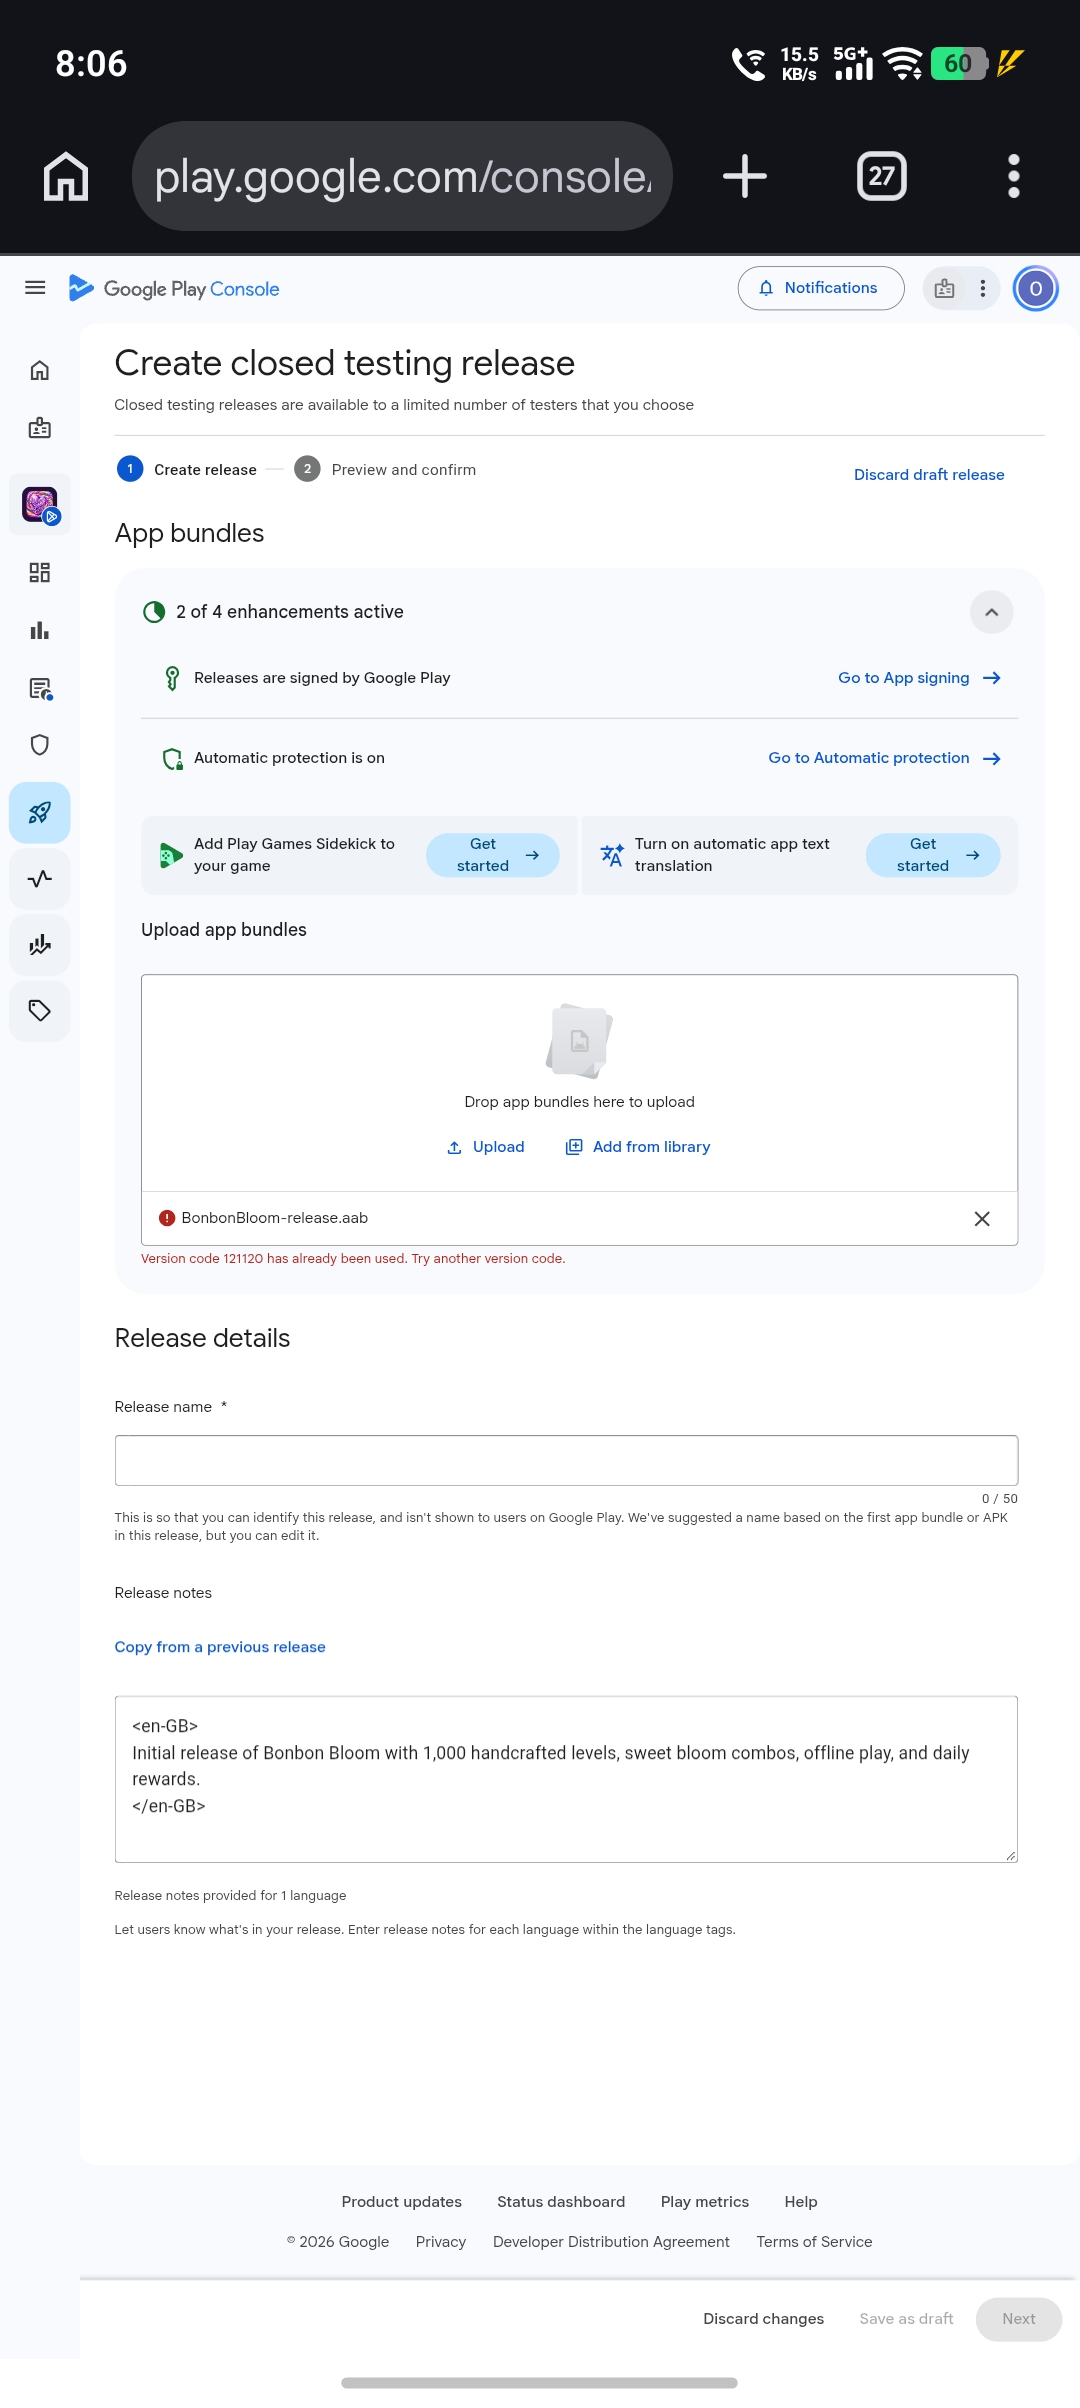 8:06
15.5
KB/s
5G+
60
play.google.com/console/
27
Google Play Console
Notifications
O
Create closed testing release
Closed testing releases are available to a limited number of testers that you choose
1 Create release
2 Preview and confirm
Discard draft release
App bundles
2 of 4 enhancements active
Releases are signed by Google Play
Go to App signing
Automatic protection is on
Go to Automatic protection
Add Play Games Sidekick to
your game
Get
started
Turn on automatic app text
translation
Get
started
Upload app bundles
Drop app bundles here to upload
Upload
Add from library
BonbonBloom-release.aab
Version code 121120 has already been used. Try another version code.
Release details
Release name *
0 / 50
This is so that you can identify this release, and isn't shown to users on Google Play. We've suggested a name based on the first app bundle or APK
in this release, but you can edit it.
Release notes
Copy from a previous release
<en-GB>
Initial release of Bonbon Bloom with 1,000 handcrafted levels, sweet bloom combos, offline play, and daily
rewards.
</en-GB>
Release notes provided for 1 language
Let users know what's in your release. Enter release notes for each language within the language tags.
Product updates
Status dashboard
Play metrics
Help
© 2026 Google
Privacy
Developer Distribution Agreement
Terms of Service
Discard changes
Save as draft
Next